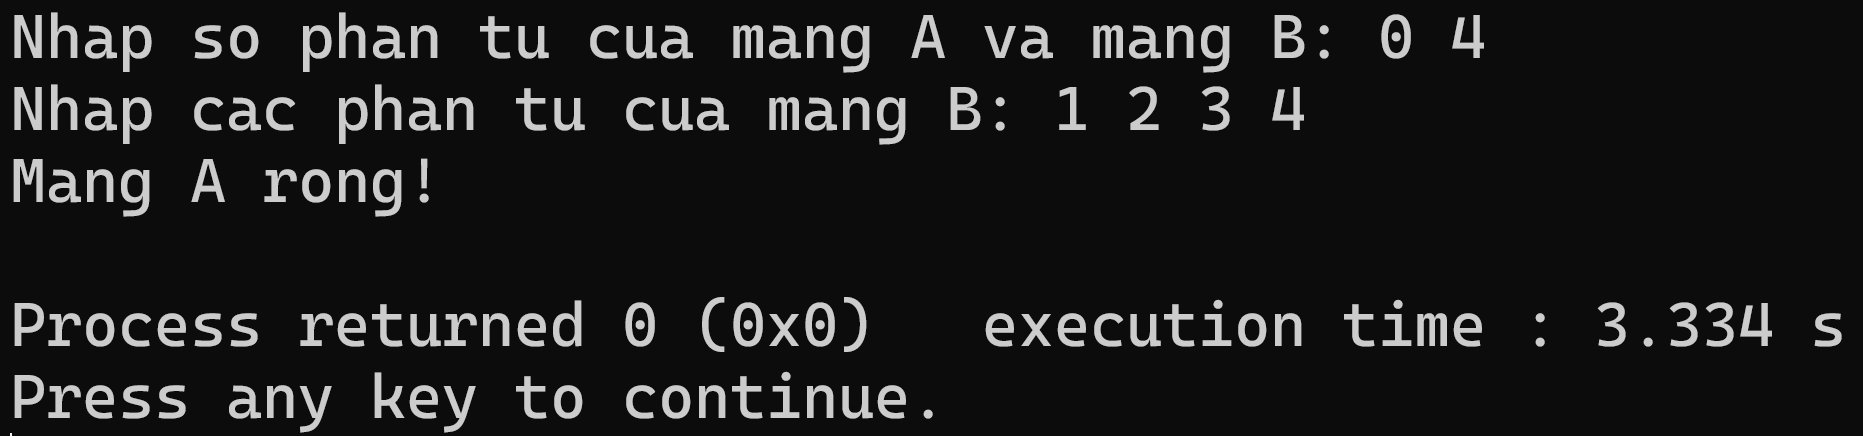 Nhap so phan tu cua mang A va mang B: 0 4
Nhap cac phan tu cua mang B: 1 2 3 4
Mang A rong!
Process returned 0 (0x0)   execution time : 3.334 s
Press any key to continue.